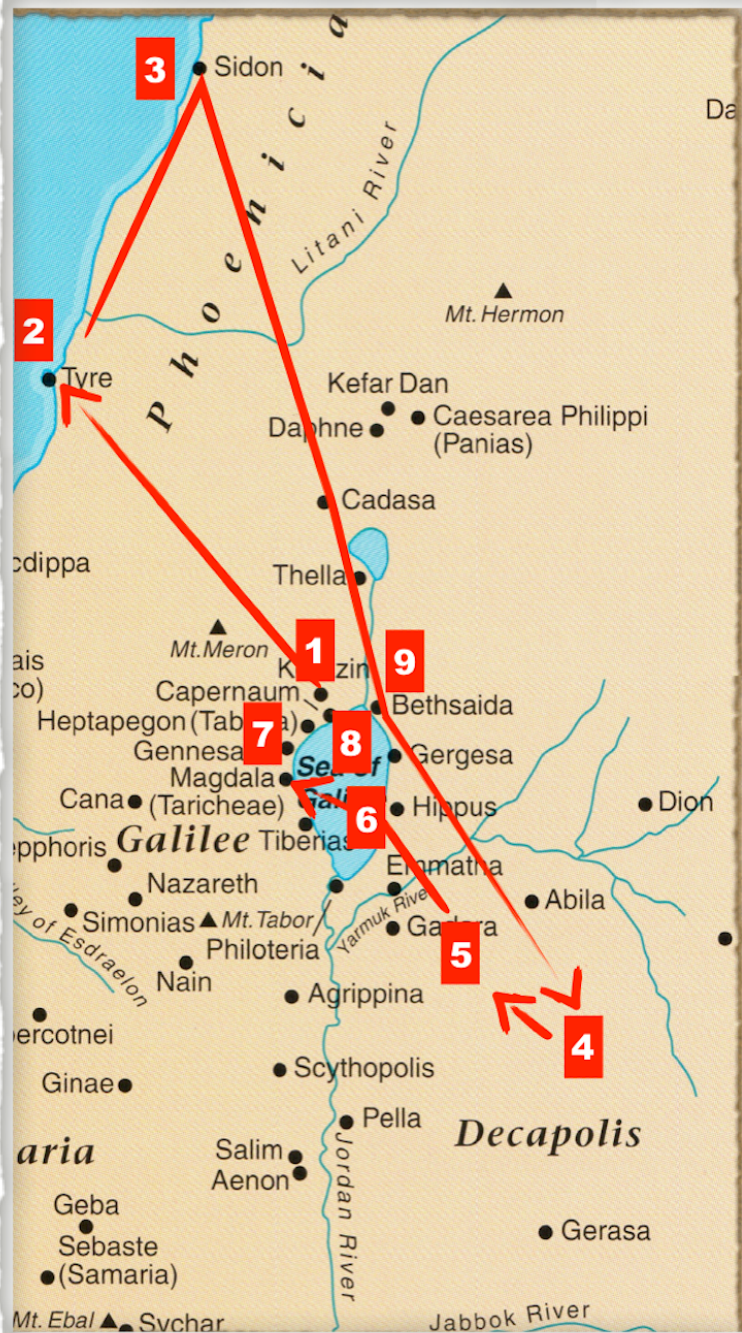 3
Sidon
Phoenicia
Da
Litani River
2
Mt. Hermon
Tyre
Kefar Dan
Daphne
Caesarea Philippi
(Panias)
Cadasa
cdippa
Thella
Mt. Meron
1
9
ais
K zin
co)
Capernaum
Bethsaida
Heptapegon (Tab a)
7
8
Gennesa
Gergesa
Magdala
Sea of
Galilee
Cana
(Taricheae)
6
Hippus
Dion
epphoris
Galilee
Tiberias
Emmatha
Nazareth
Abila
ley of Esdraelon
Simonias
Mt. Tabor
Yarmuk River
Gadara
Philoteria
5
Nain
Agrippina
4
percotnei
Scythopolis
Ginae
Pella
Decapolis
aria
Salim
Aenon
Jordan River
Geba
Gerasa
Sebaste
(Samaria)
Mt. Ebal
Sychar
Jabbok River